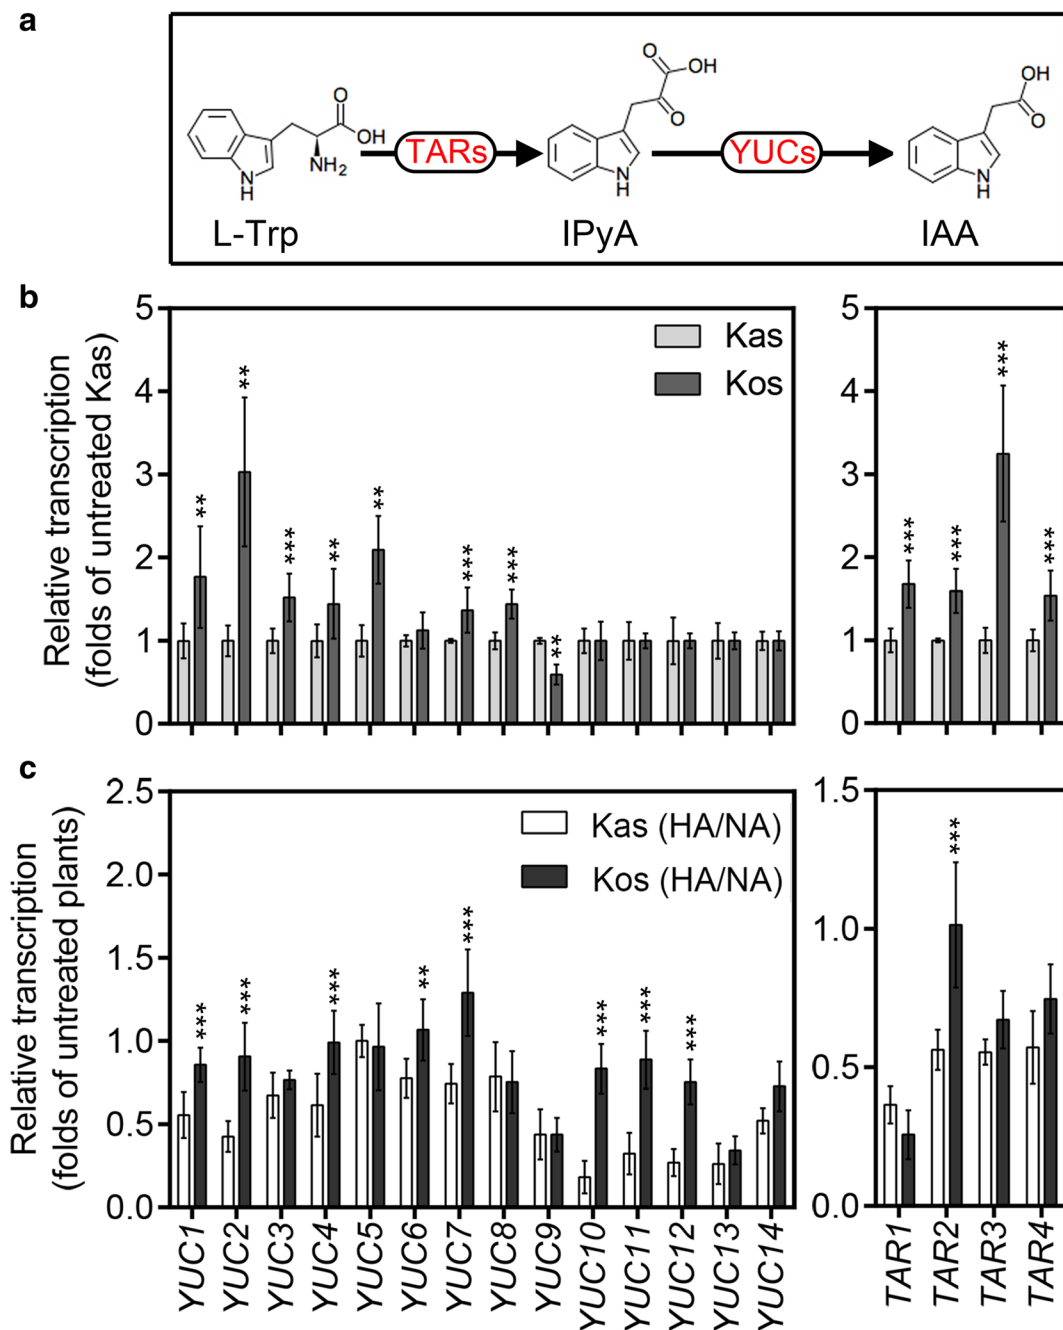 a
O
OH
NH₂
N
H
TARs
O
OH
O
N
H
YUCs
OH
O
N
H
L-Trp
IPyA
IAA
b
Relative transcription
(folds of untreated Kas)
5
4
3
2
1
0
Kas
Kos
**
**
***
**
**
***
***
**
5
4
3
2
1
0
***
***
***
***
c
Relative transcription
(folds of untreated plants)
2.5
2.0
1.5
1.0
0.5
0.0
Kas (HA/NA)
Kos (HA/NA)
***
***
***
**
***
***
***
***
1.5
1.0
0.5
0.0
***
YUC1
YUC2
YUC3
YUC4
YUC5
YUC6
YUC7
YUC8
YUC9
YUC10
YUC11
YUC12
YUC13
YUC14
TAR1
TAR2
TAR3
TAR4